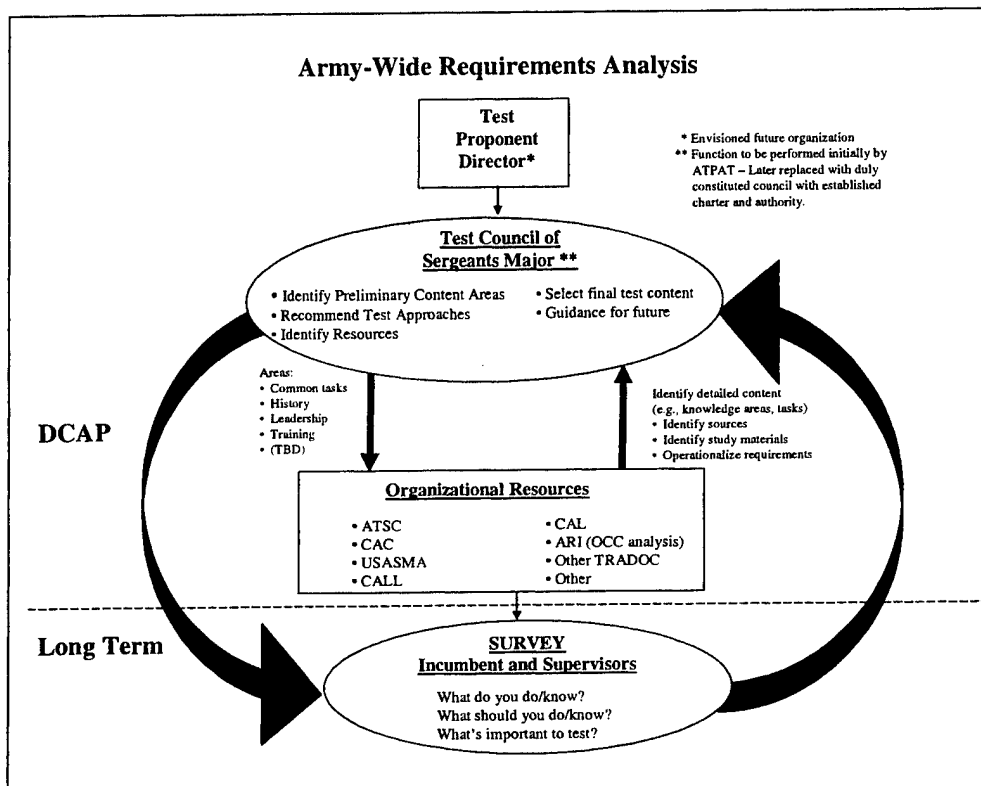 Army-Wide Requirements Analysis
Test
Proponent
Director*
* Envisioned future organization
** Function to be performed initially by
ATPAT – Later replaced with duly
constituted council with established
charter and authority.
Test Council of
Sergeants Major **
• Identify Preliminary Content Areas
• Recommend Test Approaches
• Identify Resources
• Select final test content
• Guidance for future
Areas:
• Common tasks
• History
• Leadership
• Training
• (TBD)
Identify detailed content
(e.g., knowledge areas, tasks)
• Identify sources
• Identify study materials
• Operationalize requirements
DCAP
Organizational Resources
• ATSC
• CAC
• USASMA
• CALL
• CAL
• ARI (OCC analysis)
• Other TRADOC
• Other
Long Term
SURVEY
Incumbent and Supervisors
What do you do/know?
What should you do/know?
What's important to test?